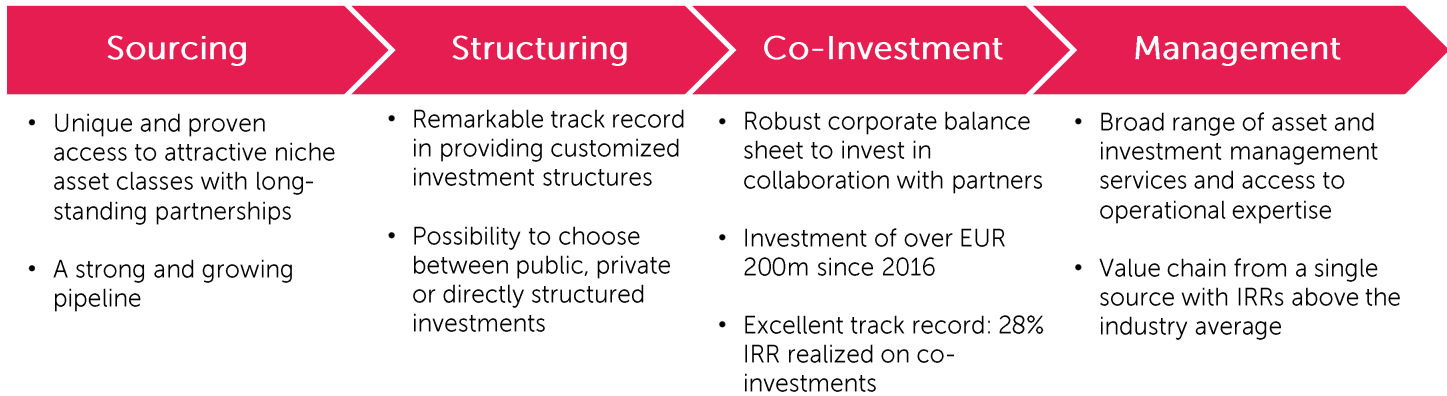 Sourcing
Structuring
Co-Investment
Management
• Unique and proven
access to attractive niche
asset classes with long-
standing partnerships
• A strong and growing
pipeline
• Remarkable track record
in providing customized
investment structures
• Possibility to choose
between public, private
or directly structured
investments
• Robust corporate balance
sheet to invest in
collaboration with partners
• Investment of over EUR
200m since 2016
• Excellent track record: 28%
IRR realized on co-
investments
• Broad range of asset and
investment management
services and access to
operational expertise
• Value chain from a single
source with IRRs above the
industry average